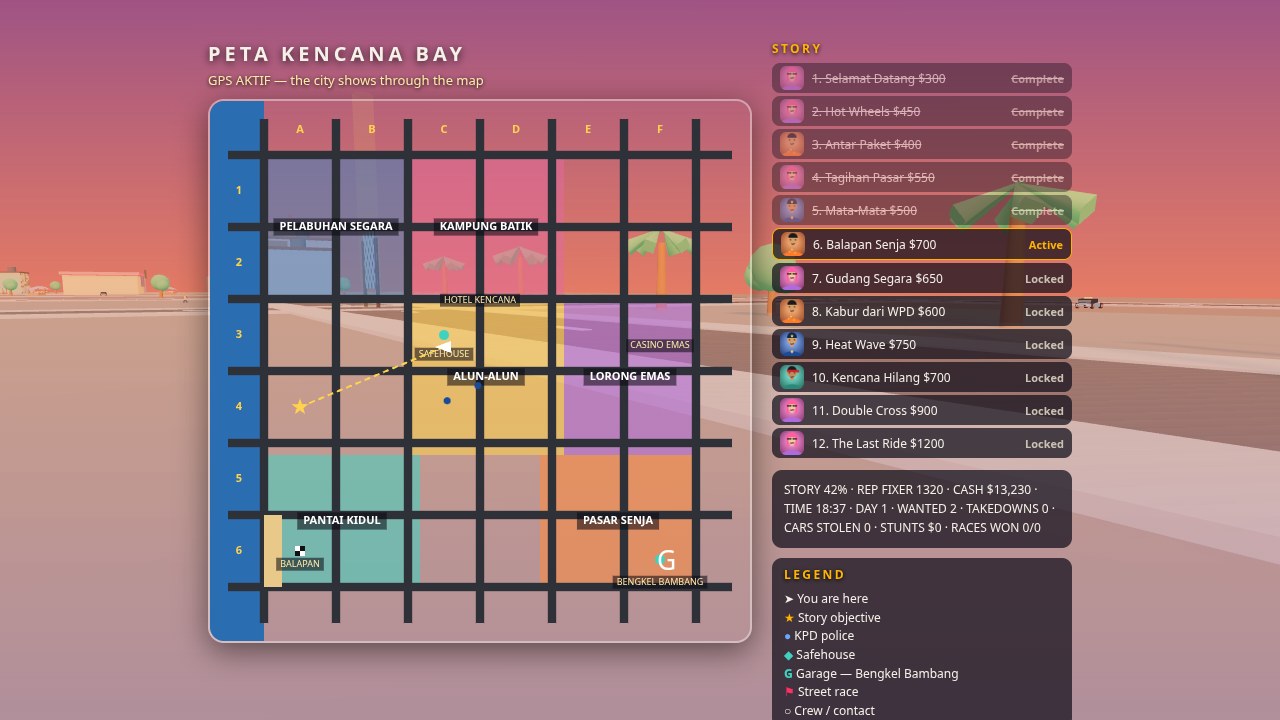 PETA KENCANA BAY
GPS AKTIF — the city shows through the map
A B C D E F
1
PELABUHAN SEGARA KAMPUNG BATIK
2
HOTEL KENCANA
3
CASINO EMAS
SAFEHOUSE
ALUN-ALUN LORONG EMAS
4
5
PANTAI KIDUL PASAR SENJA
6
G
BALAPAN
BENGKEL BAMBANG
STORY
1. Selamat Datang $300 Complete
2. Hot Wheels $450 Complete
3. Antar Paket $400 Complete
4. Tagihan Pasar $550 Complete
5. Mata-Mata $500 Complete
6. Balapan Senja $700 Active
7. Gudang Segara $650 Locked
8. Kabur dari WPD $600 Locked
9. Heat Wave $750 Locked
10. Kencana Hilang $700 Locked
11. Double Cross $900 Locked
12. The Last Ride $1200 Locked
STORY 42% · REP FIXER 1320 · CASH $13,230 ·
TIME 18:37 · DAY 1 · WANTED 2 · TAKEDOWNS 0 ·
CARS STOLEN 0 · STUNTS $0 · RACES WON 0/0
LEGEND
➤ You are here
★ Story objective
● KPD police
◆ Safehouse
G Garage — Bengkel Bambang
⚑ Street race
○ Crew / contact